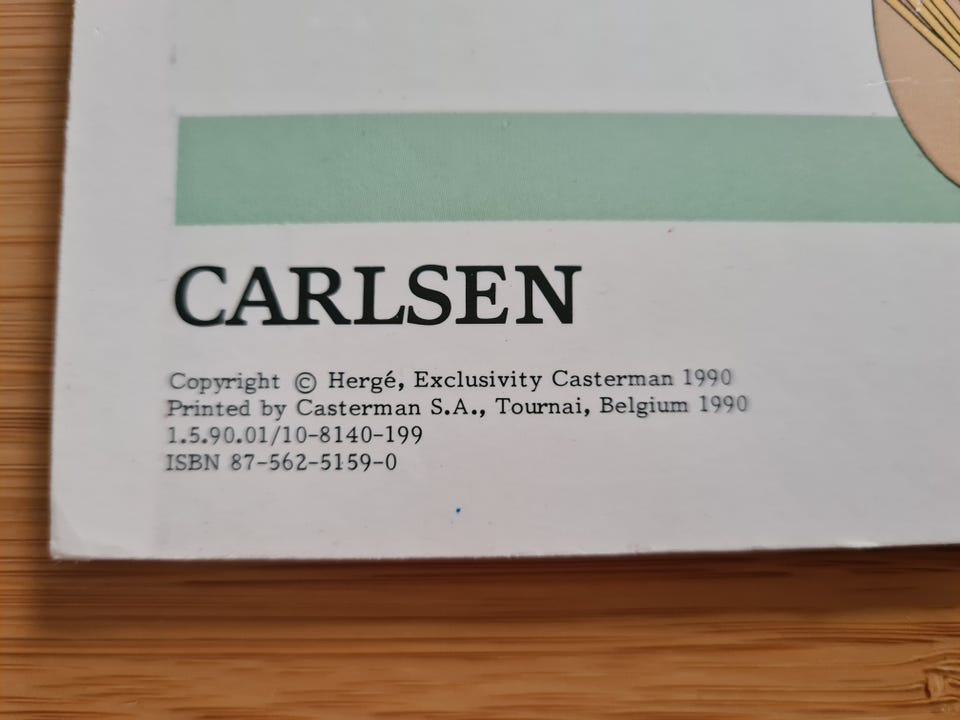 CARLSEN
Copyright © Hergé, Exclusivity Casterman 1990
Printed by Casterman S.A., Tournai, Belgium 1990
1.5.90.01/10-8140-199
ISBN 87-562-5159-0